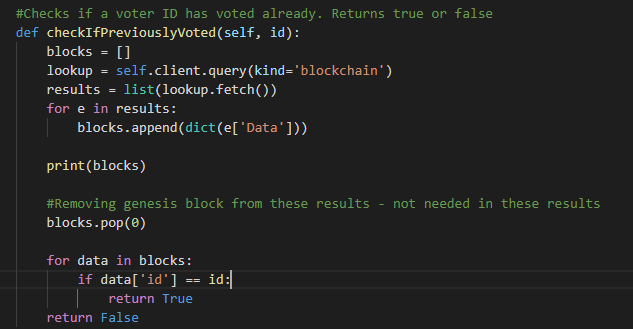 #Checks if a voter ID has voted already. Returns true or false
def checkIfPreviouslyVoted(self, id):
    blocks = []
    lookup = self.client.query(kind='blockchain')
    results = list(lookup.fetch())
    for e in results:
        blocks.append(dict(e['Data']))
    print(blocks)
    #Removing genesis block from these results - not needed in these results
    blocks.pop(0)
    for data in blocks:
        if data['id'] == id:
            return True
    return False